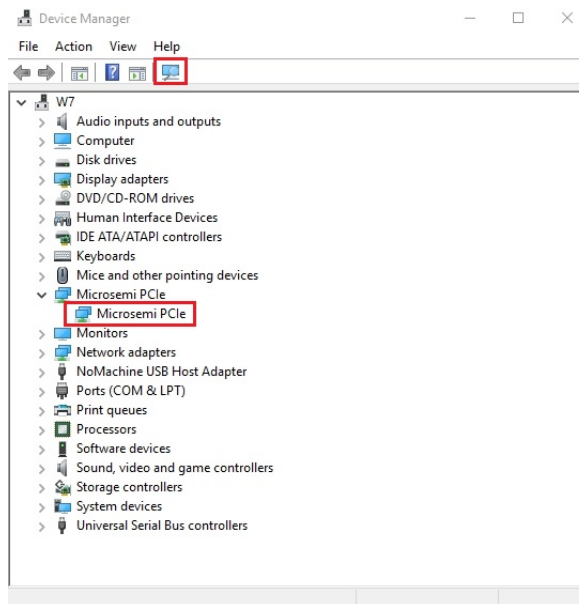 Device Manager
File Action View Help
W7
Audio inputs and outputs
Computer
Disk drives
Display adapters
DVD/CD-ROM drives
Human Interface Devices
IDE ATA/ATAPI controllers
Keyboards
Mice and other pointing devices
Microsemi PCIe
Microsemi PCIe
Monitors
Network adapters
NoMachine USB Host Adapter
Ports (COM & LPT)
Print queues
Processors
Software devices
Sound, video and game controllers
Storage controllers
System devices
Universal Serial Bus controllers